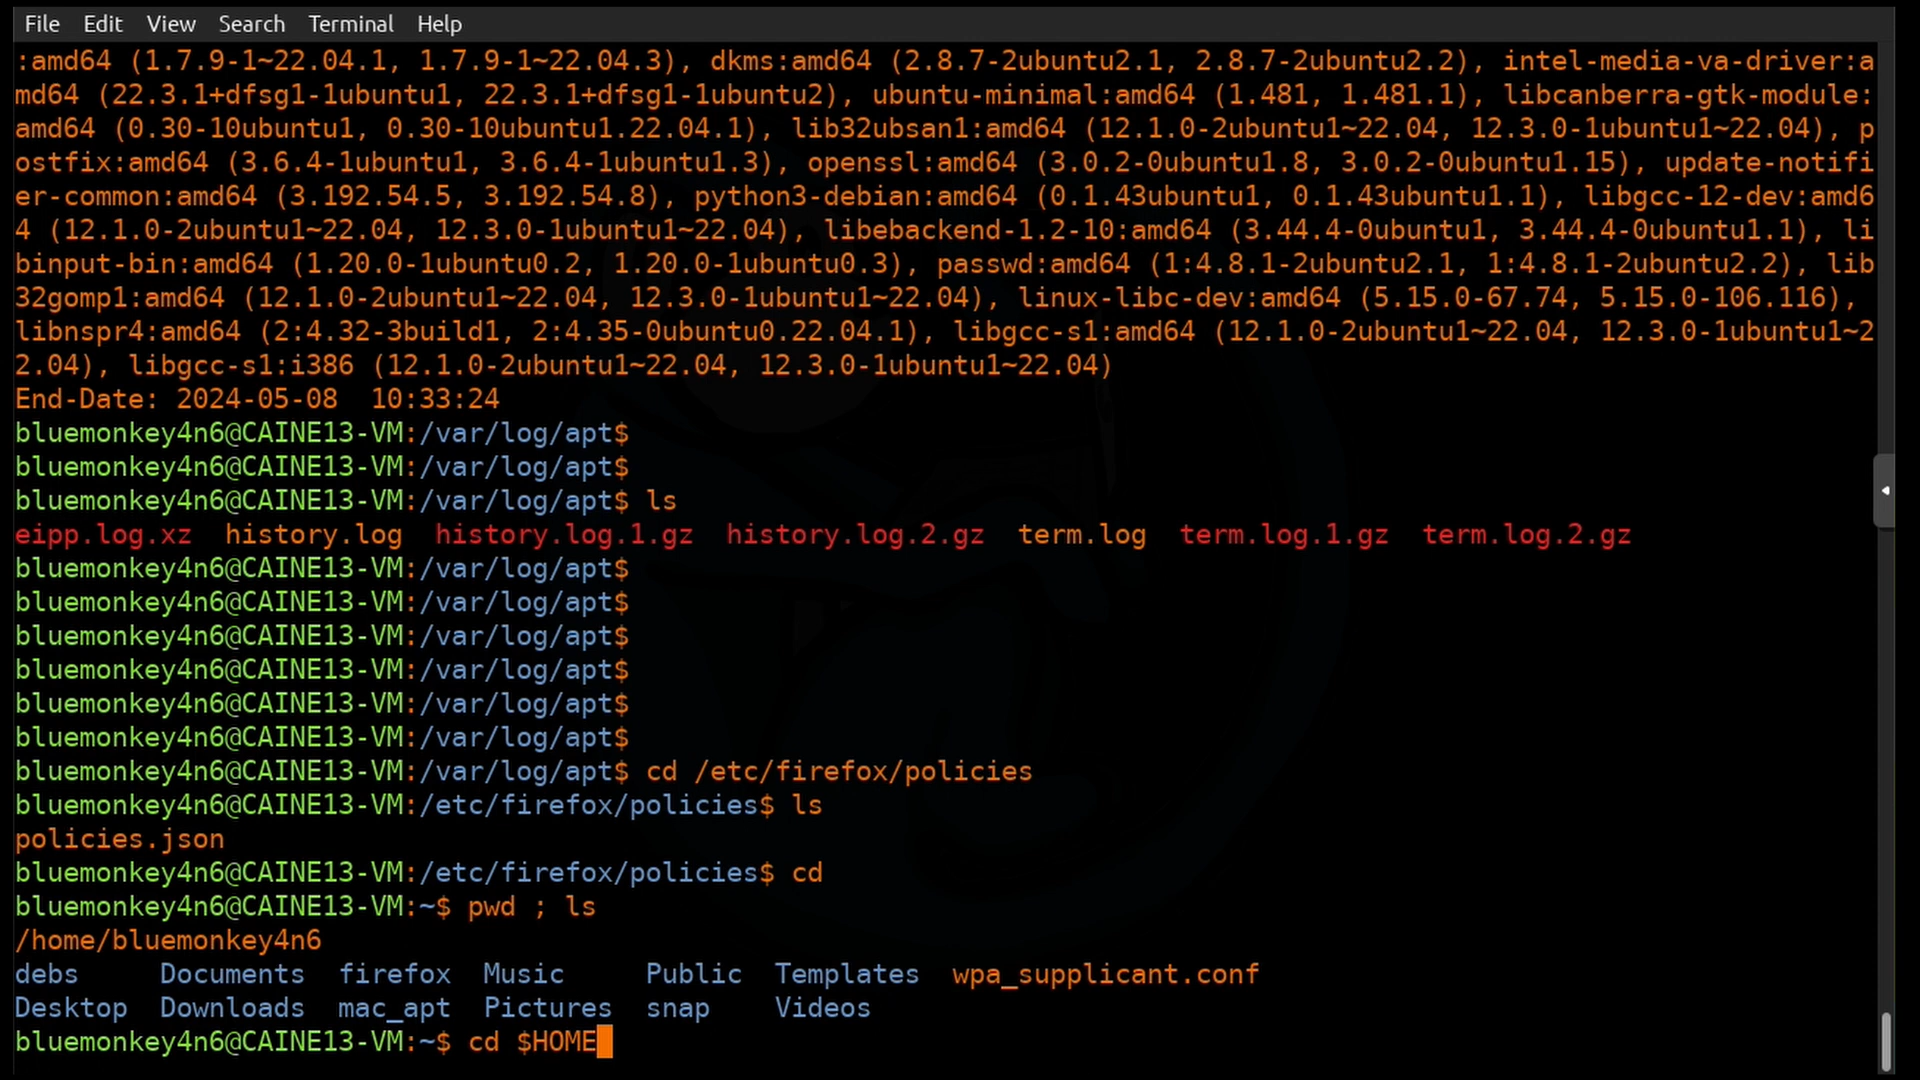 File Edit View Search Terminal Help
:amd64 (1.7.9-1~22.04.1, 1.7.9-1~22.04.3), dkms:amd64 (2.8.7-2ubuntu2.1, 2.8.7-2ubuntu2.2), intel-media-va-driver:a
md64 (22.3.1+dfsg1-1ubuntu1, 22.3.1+dfsg1-1ubuntu2), ubuntu-minimal:amd64 (1.481, 1.481.1), libcanberra-gtk-module:
amd64 (0.30-10ubuntu1, 0.30-10ubuntu1.22.04.1), lib32ubsan1:amd64 (12.1.0-2ubuntu1~22.04, 12.3.0-1ubuntu1~22.04), p
ostfix:amd64 (3.6.4-1ubuntu1, 3.6.4-1ubuntu1.3), openssl:amd64 (3.0.2-0ubuntu1.8, 3.0.2-0ubuntu1.15), update-notifi
er-common:amd64 (3.192.54.5, 3.192.54.8), python3-debian:amd64 (0.1.43ubuntu1, 0.1.43ubuntu1.1), libgcc-12-dev:amd6
4 (12.1.0-2ubuntu1~22.04, 12.3.0-1ubuntu1~22.04), libebackend-1.2-10:amd64 (3.44.4-0ubuntu1, 3.44.4-0ubuntu1.1), li
binput-bin:amd64 (1.20.0-1ubuntu0.2, 1.20.0-1ubuntu0.3), passwd:amd64 (1:4.8.1-2ubuntu2.1, 1:4.8.1-2ubuntu2.2), lib
32gomp1:amd64 (12.1.0-2ubuntu1~22.04, 12.3.0-1ubuntu1~22.04), linux-libc-dev:amd64 (5.15.0-67.74, 5.15.0-106.116),
libnspr4:amd64 (2:4.32-3build1, 2:4.35-0ubuntu0.22.04.1), libgcc-s1:amd64 (12.1.0-2ubuntu1~22.04, 12.3.0-1ubuntu1~2
2.04), libgcc-s1:i386 (12.1.0-2ubuntu1~22.04, 12.3.0-1ubuntu1~22.04)
End-Date: 2024-05-08  10:33:24
bluemonkey4n6@CAINE13-VM:/var/log/apt$
bluemonkey4n6@CAINE13-VM:/var/log/apt$
bluemonkey4n6@CAINE13-VM:/var/log/apt$ ls
eipp.log.xz  history.log  history.log.1.gz  history.log.2.gz  term.log  term.log.1.gz  term.log.2.gz
bluemonkey4n6@CAINE13-VM:/var/log/apt$
bluemonkey4n6@CAINE13-VM:/var/log/apt$
bluemonkey4n6@CAINE13-VM:/var/log/apt$
bluemonkey4n6@CAINE13-VM:/var/log/apt$
bluemonkey4n6@CAINE13-VM:/var/log/apt$
bluemonkey4n6@CAINE13-VM:/var/log/apt$
bluemonkey4n6@CAINE13-VM:/var/log/apt$ cd /etc/firefox/policies
bluemonkey4n6@CAINE13-VM:/etc/firefox/policies$ ls
policies.json
bluemonkey4n6@CAINE13-VM:/etc/firefox/policies$ cd
bluemonkey4n6@CAINE13-VM:~$ pwd ; ls
/home/bluemonkey4n6
debs     Documents  firefox  Music     Public  Templates  wpa_supplicant.conf
Desktop  Downloads  mac_apt  Pictures  snap    Videos
bluemonkey4n6@CAINE13-VM:~$ cd $HOME